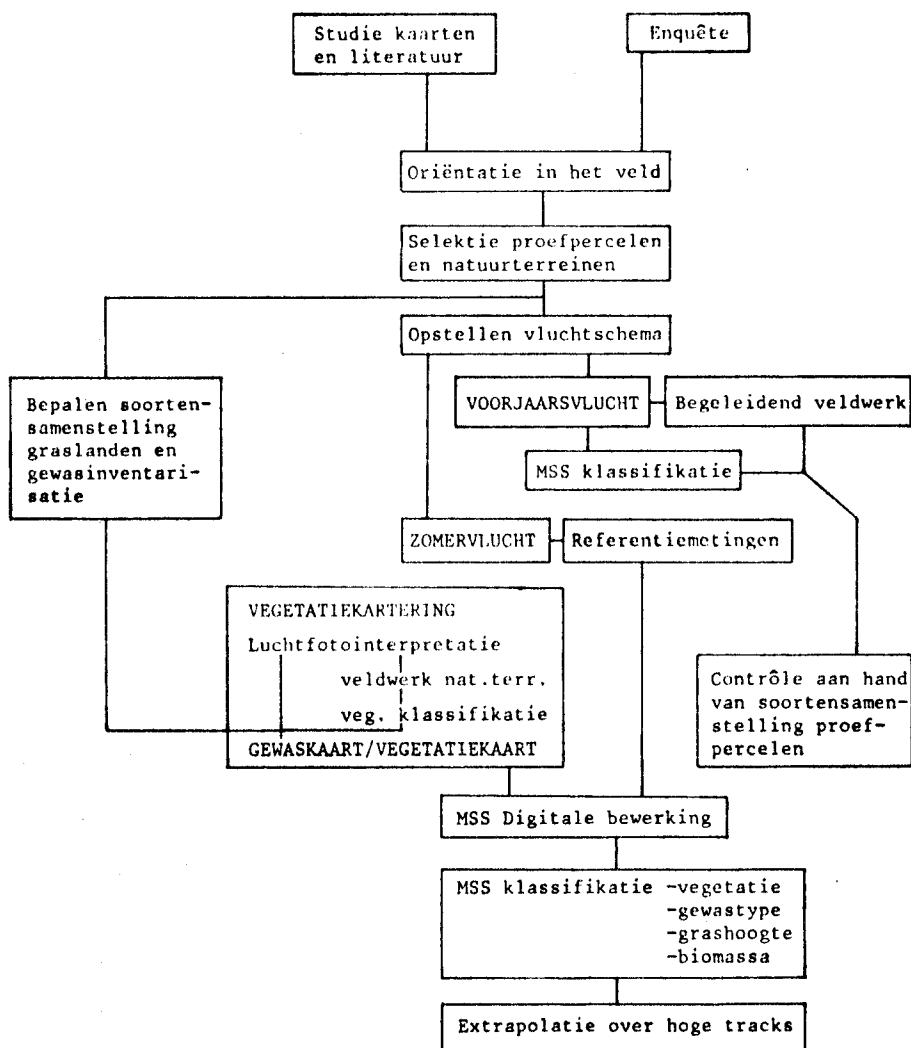 Studie kaarten
en literatuur
Enquête
Oriëntatie in het veld
Selektie proefpercelen
en natuurterreinen
Opstellen vluchtschema
Bepalen soorten-
samenstelling
graslanden en
gewasinventari-
satie
VOORJAARSVLUCHT
Begeleidend veldwerk
MSS klassifikatie
ZOMERVLUCHT
Referentiemetingen
VEGETATIEKARTERING
Luchtfotointerpretatie
veldwerk nat.terr.
veg. klassifikatie
GEWASKAART/VEGETATIEKAART
Contrôle aan hand
van soortensamen-
stelling proef-
percelen
MSS Digitale bewerking
MSS klassifikatie -vegetatie
-gewastype
-grashoogte
-biomassa
Extrapolatie over hoge tracks